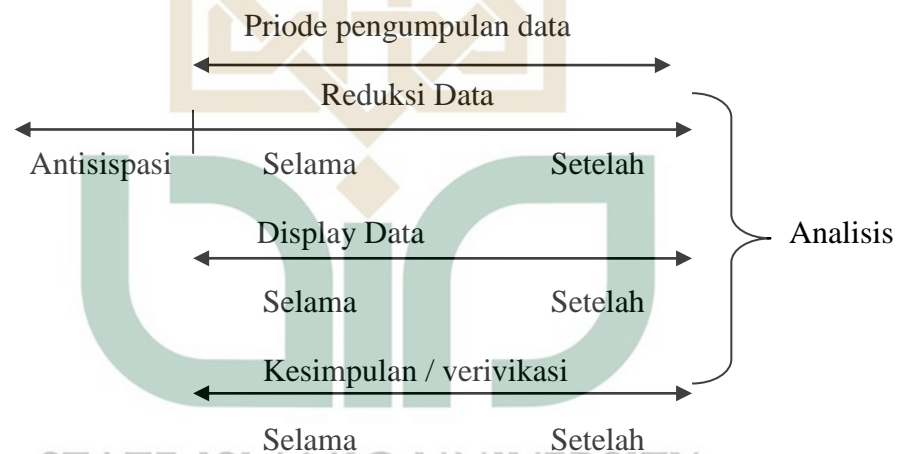 Priode pengumpulan data
Reduksi Data
Antisispasi Selama Setelah
Display Data
Analisis
Selama Setelah
Kesimpulan / verivikasi
Selama Setelah